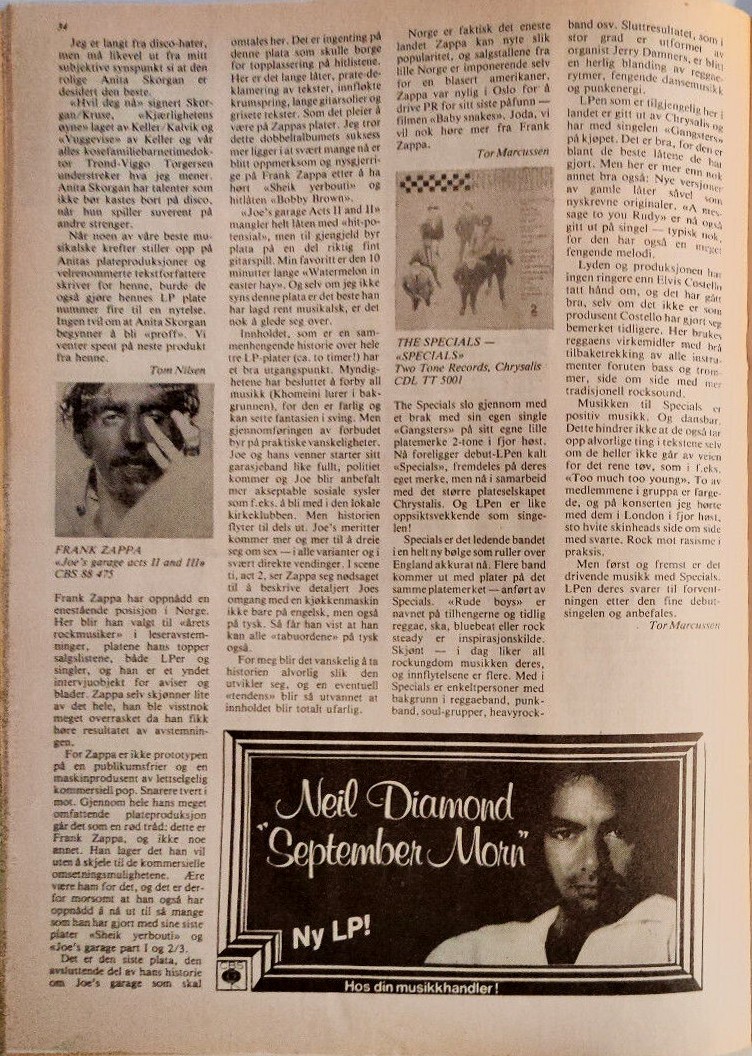 34
Jeg er langt fra disco-hater,
men må likevel ut fra mitt
subjektive synspunkt si at den
rolige Anita Skorgan er
desidert den beste.
«Hvil deg nå» signert Skor-
gan/Kruse, «Kjærlighetens
øyne» laget av Keller/Kalvik og
«Vuggevise» av Keller og vår
alles kosefamiliebarnetimedok-
tor Trond-Viggo Torgersen
understreker hva jeg mener.
Anita Skorgan har talenter som
ikke bør kastes bort på disco,
når hun spiller suverent på
andre strenger.
Når noen av våre beste mu-
sikalske krefter stiller opp på
Anitas plateproduksjoner og
velrenommerte tekstforfattere
skriver for henne, burde de
også gjøre hennes LP plate
nummer fire til en nytelse.
Ingen tvil om at Anita Skorgan
begynner å bli «proff». Vi
venter spent på neste produkt
fra henne.
Tom Nilsen
FRANK ZAPPA
«Joe's garage acts II and III»
CBS 88 475
Frank Zappa har oppnådd en
enestående posisjon i Norge.
Her blir han valgt til «årets
rockmusiker» i leseravstem-
ninger, platene hans topper
salgslistene, både LPer og
singler, og han er et yndet
intervjuobjekt for aviser og
blader. Zappa selv skjønner lite
av det hele, han ble visstnok
meget overrasket da han fikk
høre resultatet av avstemnin-
gen.
For Zappa er ikke prototypen
på en publikumsfrier og en
maskinprodusent av lettselgelig
kommersiell pop. Snarere tvert i
mot. Gjennom hele hans meget
omfattende plateproduksjon
går det som en rød tråd: dette er
Frank Zappa, og ikke noe
annet. Han lager det han vil
uten å skjele til de kommersielle
omsetningsmulighetene. Ære
være ham for det, og det er der-
for morsomt at han også har
oppnådd å nå ut til så mange
som han har gjort med sine siste
plater «Sheik yerbouti» og
«Joe's garage part I og 2/3.
Det er den siste plata, den
avsluttende del av hans historie
om Joe's garage som skal
omtales her. Det er ingenting på
denne plata som skulle borge
for topplassering på hitlistene.
Her er det lange låter, prate-de-
klamering av tekster, innfløkte
krumspring, lange gitarsolier og
grisete tekster. Som det pleier å
være på Zappas plater. Jeg tror
dette dobbeltalbumets suksess
mer ligger i at svært mange nå er
blitt oppmerksom og nysgjerri-
ge på Frank Zappa etter å ha
hørt «Sheik yerbouti» og
hitlåten «Bobby Brown».
«Joe's garage Acts II and II»
mangler helt låten med «hit-po-
tensial», men til gjengjeld byr
plata på en del riktig fint
gitarspill. Min favoritt er den 10
minutter lange «Watermelon in
easter hay». Og selv om jeg ikke
syns denne plata er det beste han
har lagd rent musikalsk, er det
nok å glede seg over.
Innholdet, som er en sam-
menhengende historie over hele
tre LP-plater (ca. to timer!) har
et bra utgangspunkt. Myndig-
hetene har besluttet å forby all
musikk (Khomeini lurer i bak-
grunnen), for den er farlig og
kan sette fantasien i sving. Men
gjennomføringen av forbudet
byr på praktiske vanskeligheter.
Joe og hans venner starter sitt
garasjeband like fullt, politiet
kommer og Joe blir anbefalt
mer akseptable sosiale sysler
som f.eks. å bli med i den lokale
kirkeklubben. Men historien
flyter til dels ut. Joe's meritter
kommer mer og mer til å dreie
seg om sex — i alle varianter og i
svært direkte vendinger. I scene
ti, act 2, ser Zappa seg nødsaget
til å beskrive detaljert Joes
omgang med en kjøkkenmaskin
ikke bare på engelsk, men også
på tysk. Så får han vist at han
kan alle «tabuordene» på tysk
også.
For meg blir det vanskelig å ta
historien alvorlig slik den
utvikler seg, og en eventuell
«tendens» blir så utvannet at
innholdet blir totalt ufarlig.
Norge er faktisk det eneste
landet Zappa kan nyte slik
popularitet, og salgstallene fra
lille Norge er imponerende selv
for en blasert amerikaner.
Zappa var nylig i Oslo for å
drive PR for sitt siste påfunn —
filmen «Baby snakes». Joda, vi
vil nok høre mer fra Frank
Zappa.
Tor Marcussen
2
THE SPECIALS —
«SPECIALS»
Two Tone Records, Chrysalis
CDL TT 5001
The Specials slo gjennom med
et brak med sin egen single
«Gangsters» på sitt egne lille
platemerke 2-tone i fjor høst.
Nå foreligger debut-LPen kalt
«Specials», fremdeles på deres
eget merke, men nå i samarbeid
med det større plateselskapet
Chrystalis. Og LPen er like
oppsiktsvekkende som singe-
len!
Specials er det ledende bandet
i en helt ny bølge som ruller over
England akkurat nå. Flere band
kommer ut med plater på det
samme platemerket — anført av
Specials. «Rude boys» er
navnet på tilhengerne og tidlig
reggae, ska, bluebeat eller rock
steady er inspirasjonskilde.
Skjønt — i dag liker all
rockungdom musikken deres,
og innflytelsene er flere. Med i
Specials er enkeltpersoner med
bakgrunn i reggaeband, punk-
band, soul-grupper, heavyrock-
band osv. Sluttresultatet, som i
stor grad er utformet av
organist Jerry Damners, er blitt
en herlig blanding av reggae-
rytmer, fengende dansemusikk
og punkenergi.
LPen som er tilgjengelig her i
landet er gitt ut av Chrysalis og
har med singelen «Gangsters»
på kjøpet. Det er bra, for den er
blant de beste låtene de har
gjort. Men her er mer enn nok
annet bra også: Nye versjoner
av gamle låter såvel som
nyskrevne originaler. «A mes-
sage to you Rudy» er nå også
gitt ut på singel — typisk nok,
for den har også en meget
fengende melodi.
Lyden og produksjonen har
ingen ringere enn Elvis Costello
tatt hånd om, og det har gått
bra, selv om det ikke er som
produsent Costello har gjort seg
bemerket tidligere. Her brukes
reggaens virkemidler med bra
tilbaketrekking av alle instru-
menter foruten bass og trom-
mer, side om side med mer
tradisjonell rocksound.
Musikken til Specials er
positiv musikk. Og dansbar.
Dette hindrer ikke at de også tar
opp alvorlige ting i tekstene selv
om de heller ikke går av veien
for det rene tøv, som i f.eks.
«Too much too young». To av
medlemmene i gruppa er farge-
de, og på konserten jeg hørte
med dem i London i fjor høst,
sto hvite skinheads side om side
med svarte. Rock mot rasisme i
praksis.
Men først og fremst er det
drivende musikk med Specials.
LPen deres svarer til forvent-
ningen etter den fine debut-
singelen og anbefales.
Tor Marcussen
Neil Diamond
"September Morn"
Ny LP!
CBS
Hos din musikkhandler!